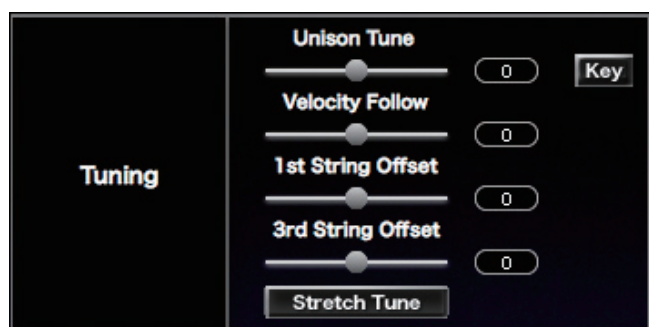 Unison Tune
0
Key
Velocity Follow
0
Tuning
1st String Offset
0
3rd String Offset
0
Stretch Tune